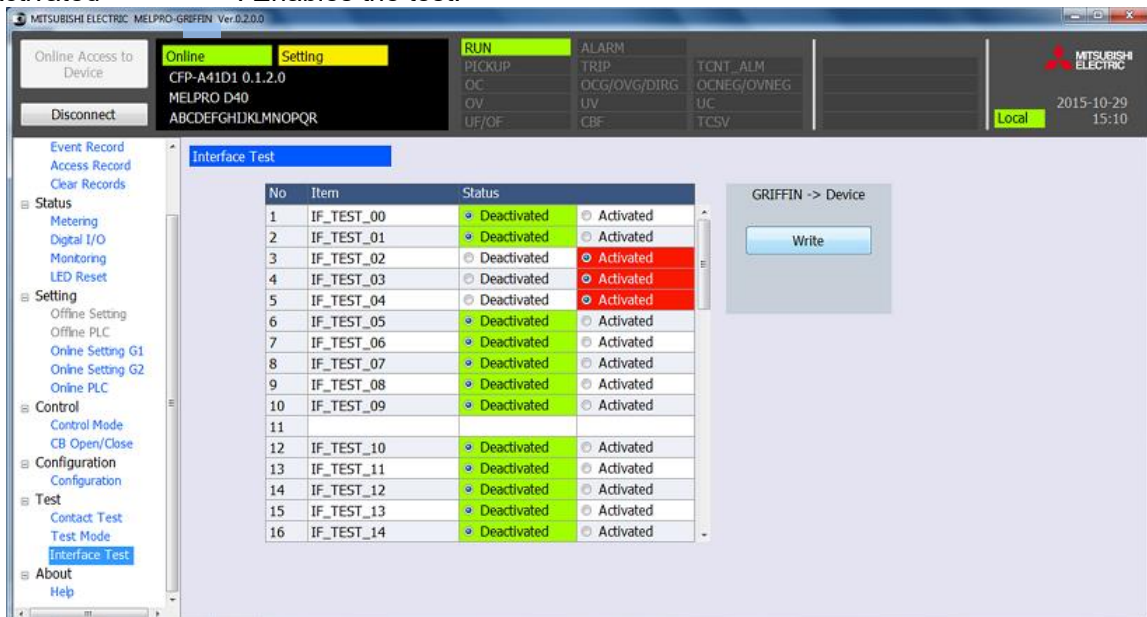 MITSUBISHI ELECTRIC MELPRO-GRIFFIN Ver.0.2.0.0
Online Access to
Device
Disconnect
Online Setting
CFP-A41D1 0.1.2.0
MELPRO D40
ABCDEFGHIJKLMNOPQR
RUN ALARM
PICKUP TRIP TCNT_ALM
OC OCG/OVG/DIRG OCNEG/OVNEG
OV UV UC
UF/OF CBF TCSV
MITSUBISHI
ELECTRIC
2015-10-29
Local 15:10
Event Record
Access Record
Clear Records
Status
Metering
Digital I/O
Monitoring
LED Reset
Setting
Offline Setting
Offline PLC
Online Setting G1
Online Setting G2
Online PLC
Control
Control Mode
CB Open/Close
Configuration
Configuration
Test
Contact Test
Test Mode
Interface Test
About
Help
Interface Test
No Item Status
1 IF_TEST_00 Deactivated Activated
2 IF_TEST_01 Deactivated Activated
3 IF_TEST_02 Deactivated Activated
4 IF_TEST_03 Deactivated Activated
5 IF_TEST_04 Deactivated Activated
6 IF_TEST_05 Deactivated Activated
7 IF_TEST_06 Deactivated Activated
8 IF_TEST_07 Deactivated Activated
9 IF_TEST_08 Deactivated Activated
10 IF_TEST_09 Deactivated Activated
11
12 IF_TEST_10 Deactivated Activated
13 IF_TEST_11 Deactivated Activated
14 IF_TEST_12 Deactivated Activated
15 IF_TEST_13 Deactivated Activated
16 IF_TEST_14 Deactivated Activated
GRIFFIN -> Device
Write